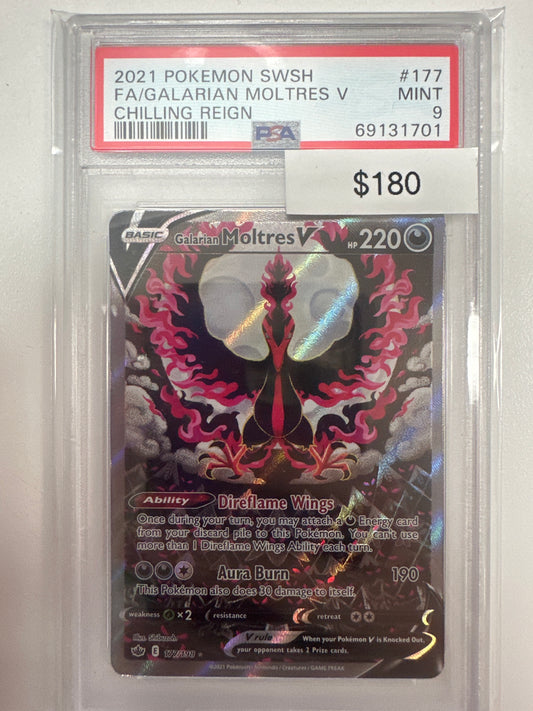 2021 POKEMON SWSH #177
FA/GALARIAN MOLTRES V MINT
CHILLING REIGN 9
PSA 69131701
$180
BASIC Galarian Moltres V HP 220
Ability Direflame Wings
Once during your turn, you may attach a Energy card
from your discard pile to this Pokémon. You can't use
more than 1 Direflame Wings Ability each turn.
Aura Burn 190
This Pokémon also does 30 damage to itself.
weakness ×2 resistance retreat
V rule When your Pokémon V is Knocked Out,
your opponent takes 2 Prize cards.
Illus. Shibuzoh.
E 177/198
©2021 Pokémon / Nintendo / Creatures / GAME FREAK